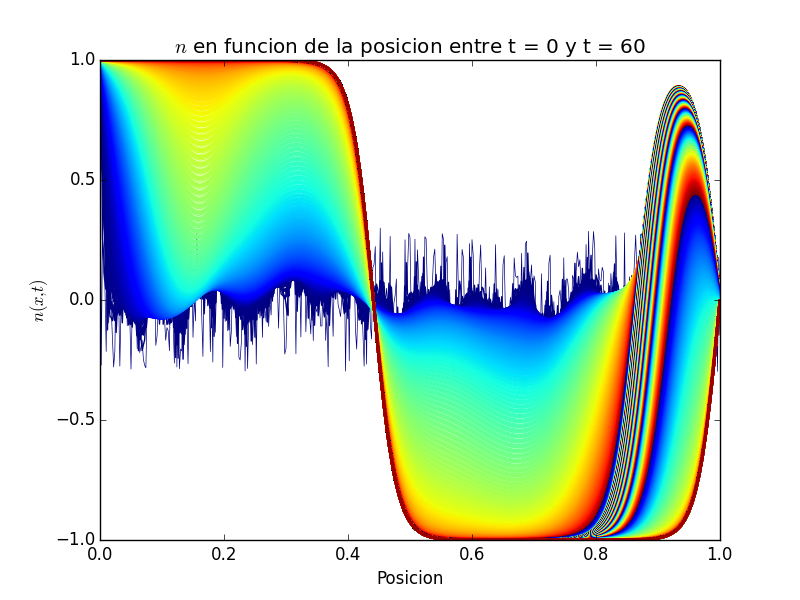 n en funcion de la posicion entre t = 0 y t = 60
1.0
0.5
0.0
−0.5
−1.0
n(x,t)
0.0 0.2 0.4 0.6 0.8 1.0
Posicion